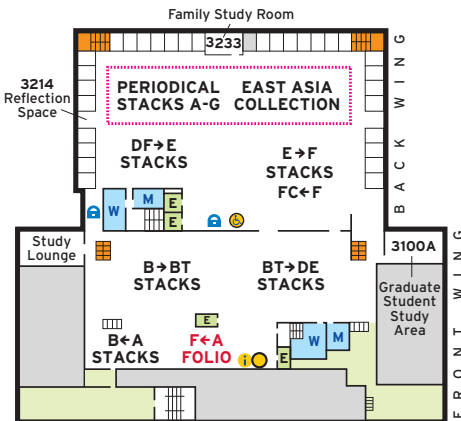 Family Study Room
3233
3214
Reflection
Space
PERIODICAL
STACKS A-G
EAST ASIA
COLLECTION
BACK WING
DF→E
STACKS
E→F
STACKS
FC←F
W
M
E
E
Study
Lounge
3100A
B→BT
STACKS
BT→DE
STACKS
Graduate
Student
Study
Area
FRONT WING
E
B←A
STACKS
F←A
FOLIO
i
E
W
M